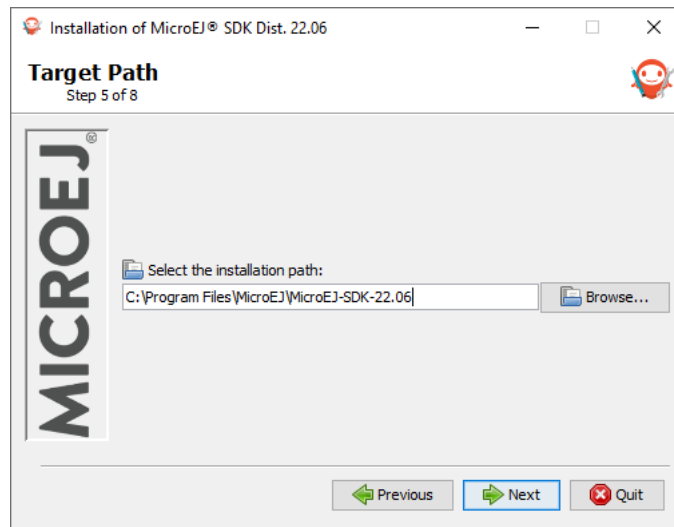 Installation of MicroEJ® SDK Dist. 22.06
Target Path
Step 5 of 8
MICROEJ®
Select the installation path:
C:\Program Files\MicroEJ\MicroEJ-SDK-22.06
Browse...
Previous
Next
Quit